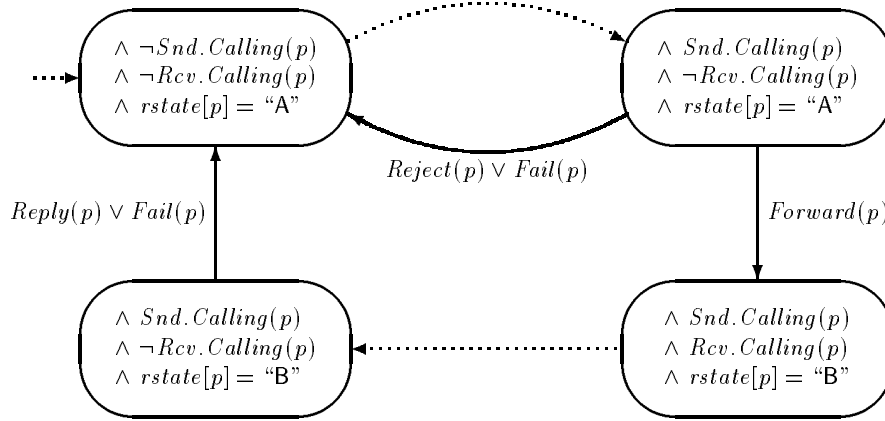 ∧ ¬Snd.Calling(p)
∧ ¬Rcv.Calling(p)
∧ rstate[p] = “A”
∧ Snd.Calling(p)
∧ ¬Rcv.Calling(p)
∧ rstate[p] = “A”
Reject(p) ∨ Fail(p)
Reply(p) ∨ Fail(p)
Forward(p)
∧ Snd.Calling(p)
∧ ¬Rcv.Calling(p)
∧ rstate[p] = “B”
∧ Snd.Calling(p)
∧ Rcv.Calling(p)
∧ rstate[p] = “B”